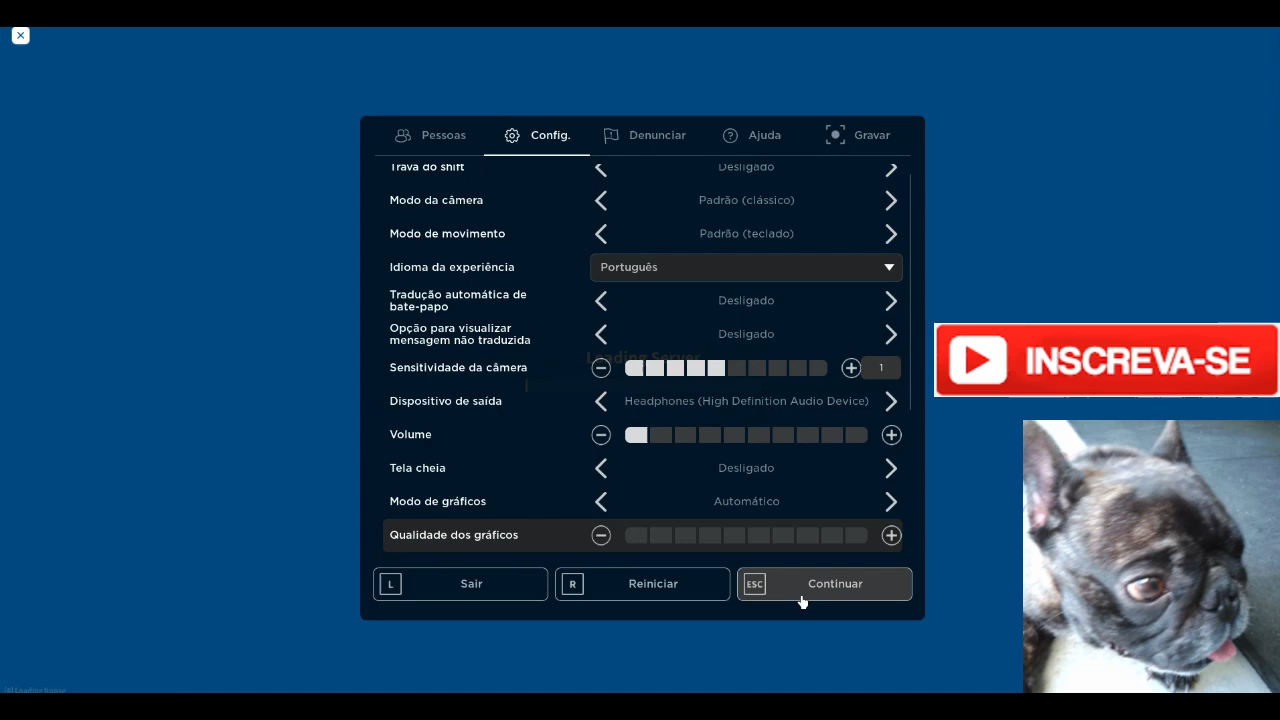 Pessoas Config. Denunciar Ajuda Gravar
Trava do shift Desligado
Modo da câmera Padrão (clássico)
Modo de movimento Padrão (teclado)
Idioma da experiência Português
Tradução automática de
bate-papo Desligado
Opção para visualizar
mensagem não traduzida Desligado
Loading Server
Sensitividade da câmera 1
Dispositivo de saída Headphones (High Definition Audio Device)
Volume
Tela cheia Desligado
Modo de gráficos Automático
Qualidade dos gráficos
L Sair R Reiniciar ESC Continuar
INSCREVA-SE